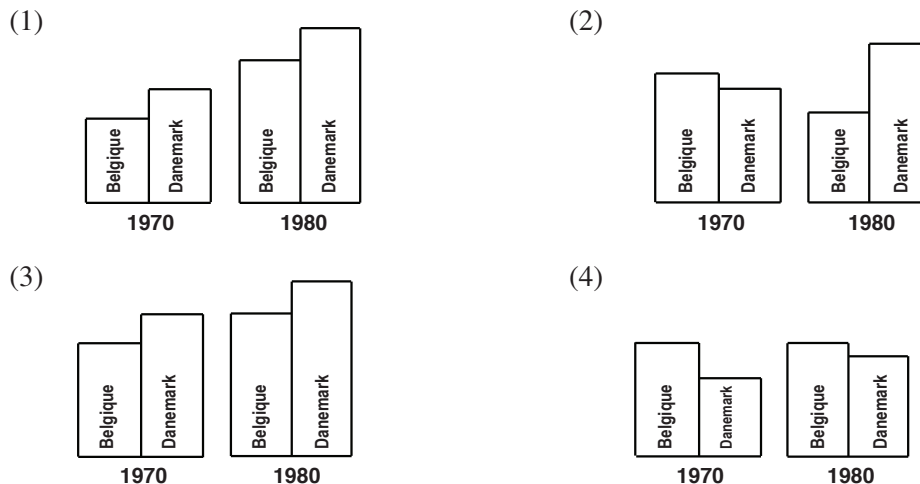 (1)
Belgique
Danemark
Belgique
Danemark
1970
1980
(2)
Belgique
Danemark
Belgique
Danemark
1970
1980
(3)
Belgique
Danemark
Belgique
Danemark
1970
1980
(4)
Belgique
Danemark
Belgique
Danemark
1970
1980